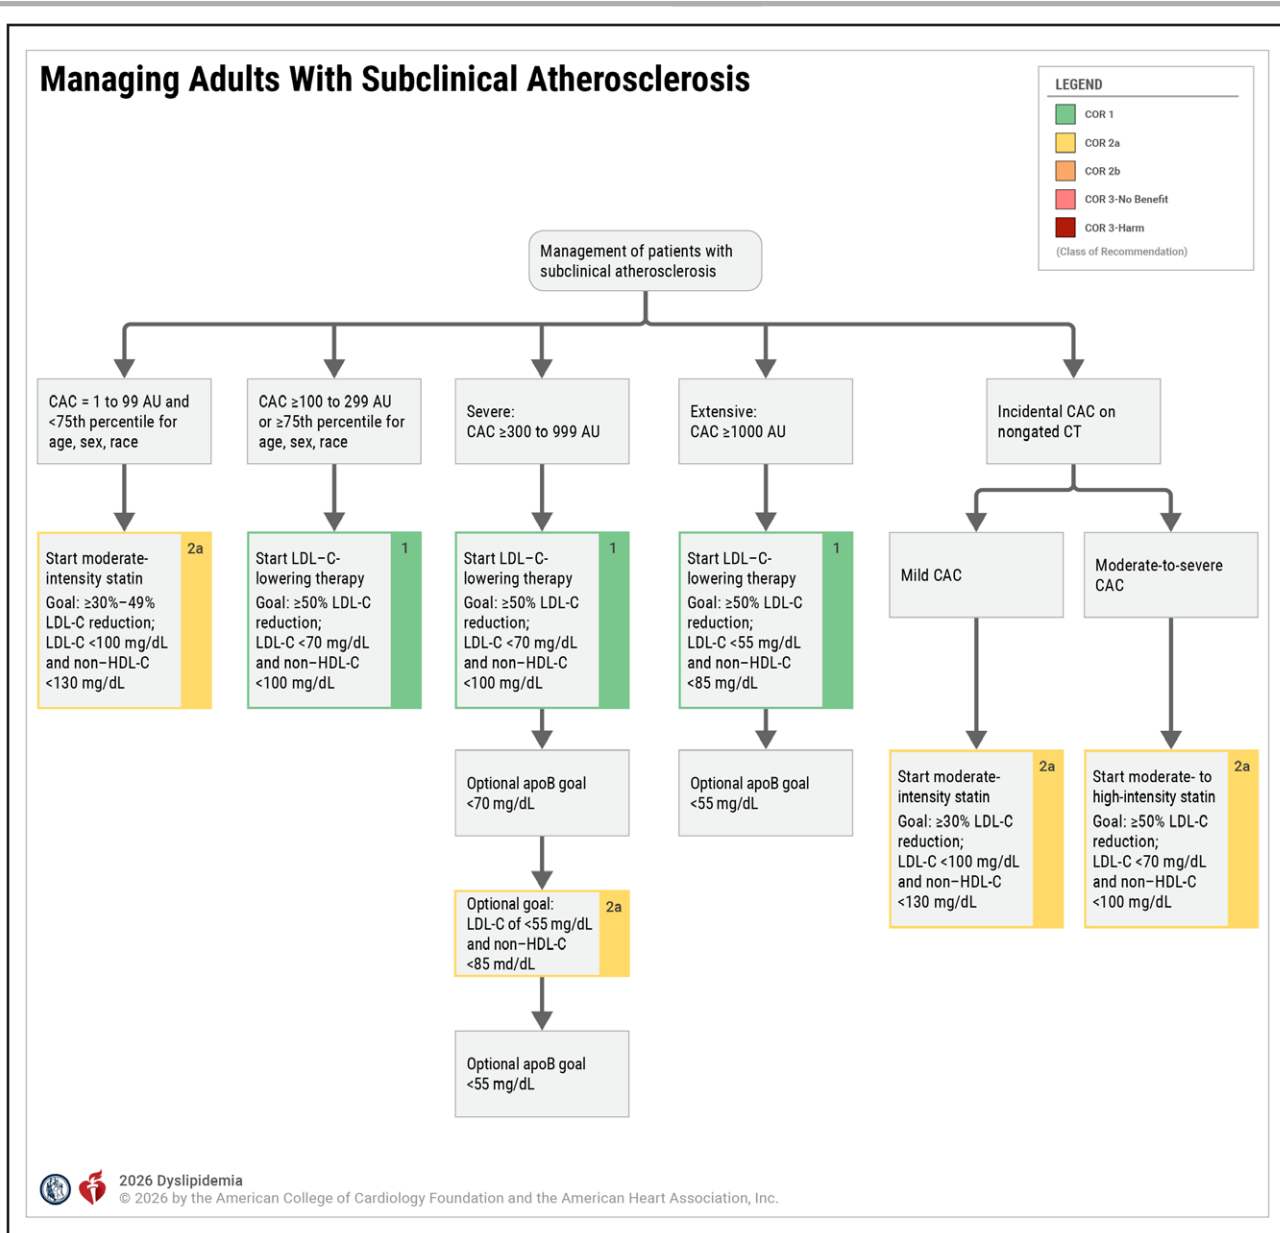 Managing Adults With Subclinical Atherosclerosis
LEGEND
COR 1
COR 2a
COR 2b
COR 3-No Benefit
COR 3-Harm
(Class of Recommendation)
Management of patients with
subclinical atherosclerosis
CAC = 1 to 99 AU and
<75th percentile for
age, sex, race
CAC ≥100 to 299 AU
or ≥75th percentile for
age, sex, race
Severe:
CAC ≥300 to 999 AU
Extensive:
CAC ≥1000 AU
Incidental CAC on
nongated CT
Start moderate-
intensity statin
Goal: ≥30%–49%
LDL-C reduction;
LDL-C <100 mg/dL
and non–HDL-C
<130 mg/dL
2a
Start LDL–C-
lowering therapy
Goal: ≥50% LDL-C
reduction;
LDL-C <70 mg/dL
and non–HDL-C
<100 mg/dL
1
Start LDL–C-
lowering therapy
Goal: ≥50% LDL-C
reduction;
LDL-C <70 mg/dL
and non–HDL-C
<100 mg/dL
1
Start LDL–C-
lowering therapy
Goal: ≥50% LDL-C
reduction;
LDL-C <55 mg/dL
and non–HDL-C
<85 mg/dL
1
Mild CAC
Moderate-to-severe
CAC
Optional apoB goal
<70 mg/dL
Optional apoB goal
<55 mg/dL
Start moderate-
intensity statin
Goal: ≥30% LDL-C
reduction;
LDL-C <100 mg/dL
and non–HDL-C
<130 mg/dL
2a
Start moderate- to
high-intensity statin
Goal: ≥50% LDL-C
reduction;
LDL-C <70 mg/dL
and non–HDL-C
<100 mg/dL
2a
Optional goal:
LDL-C of <55 mg/dL
and non–HDL-C
<85 md/dL
2a
Optional apoB goal
<55 mg/dL
2026 Dyslipidemia
© 2026 by the American College of Cardiology Foundation and the American Heart Association, Inc.